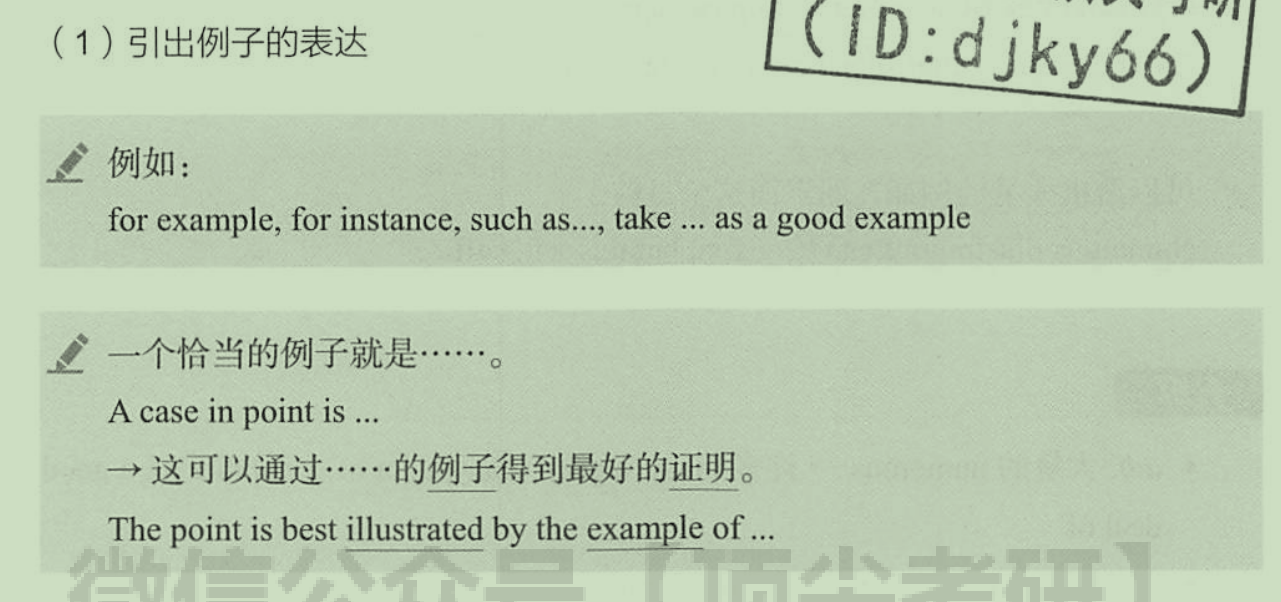 （1）引出例子的表达
（ID:djky66）
例如：
for example, for instance, such as..., take ... as a good example
一个恰当的例子就是……。
A case in point is ...
→ 这可以通过……的例子得到最好的证明。
The point is best illustrated by the example of ...
微信公众号【顶尖考研】